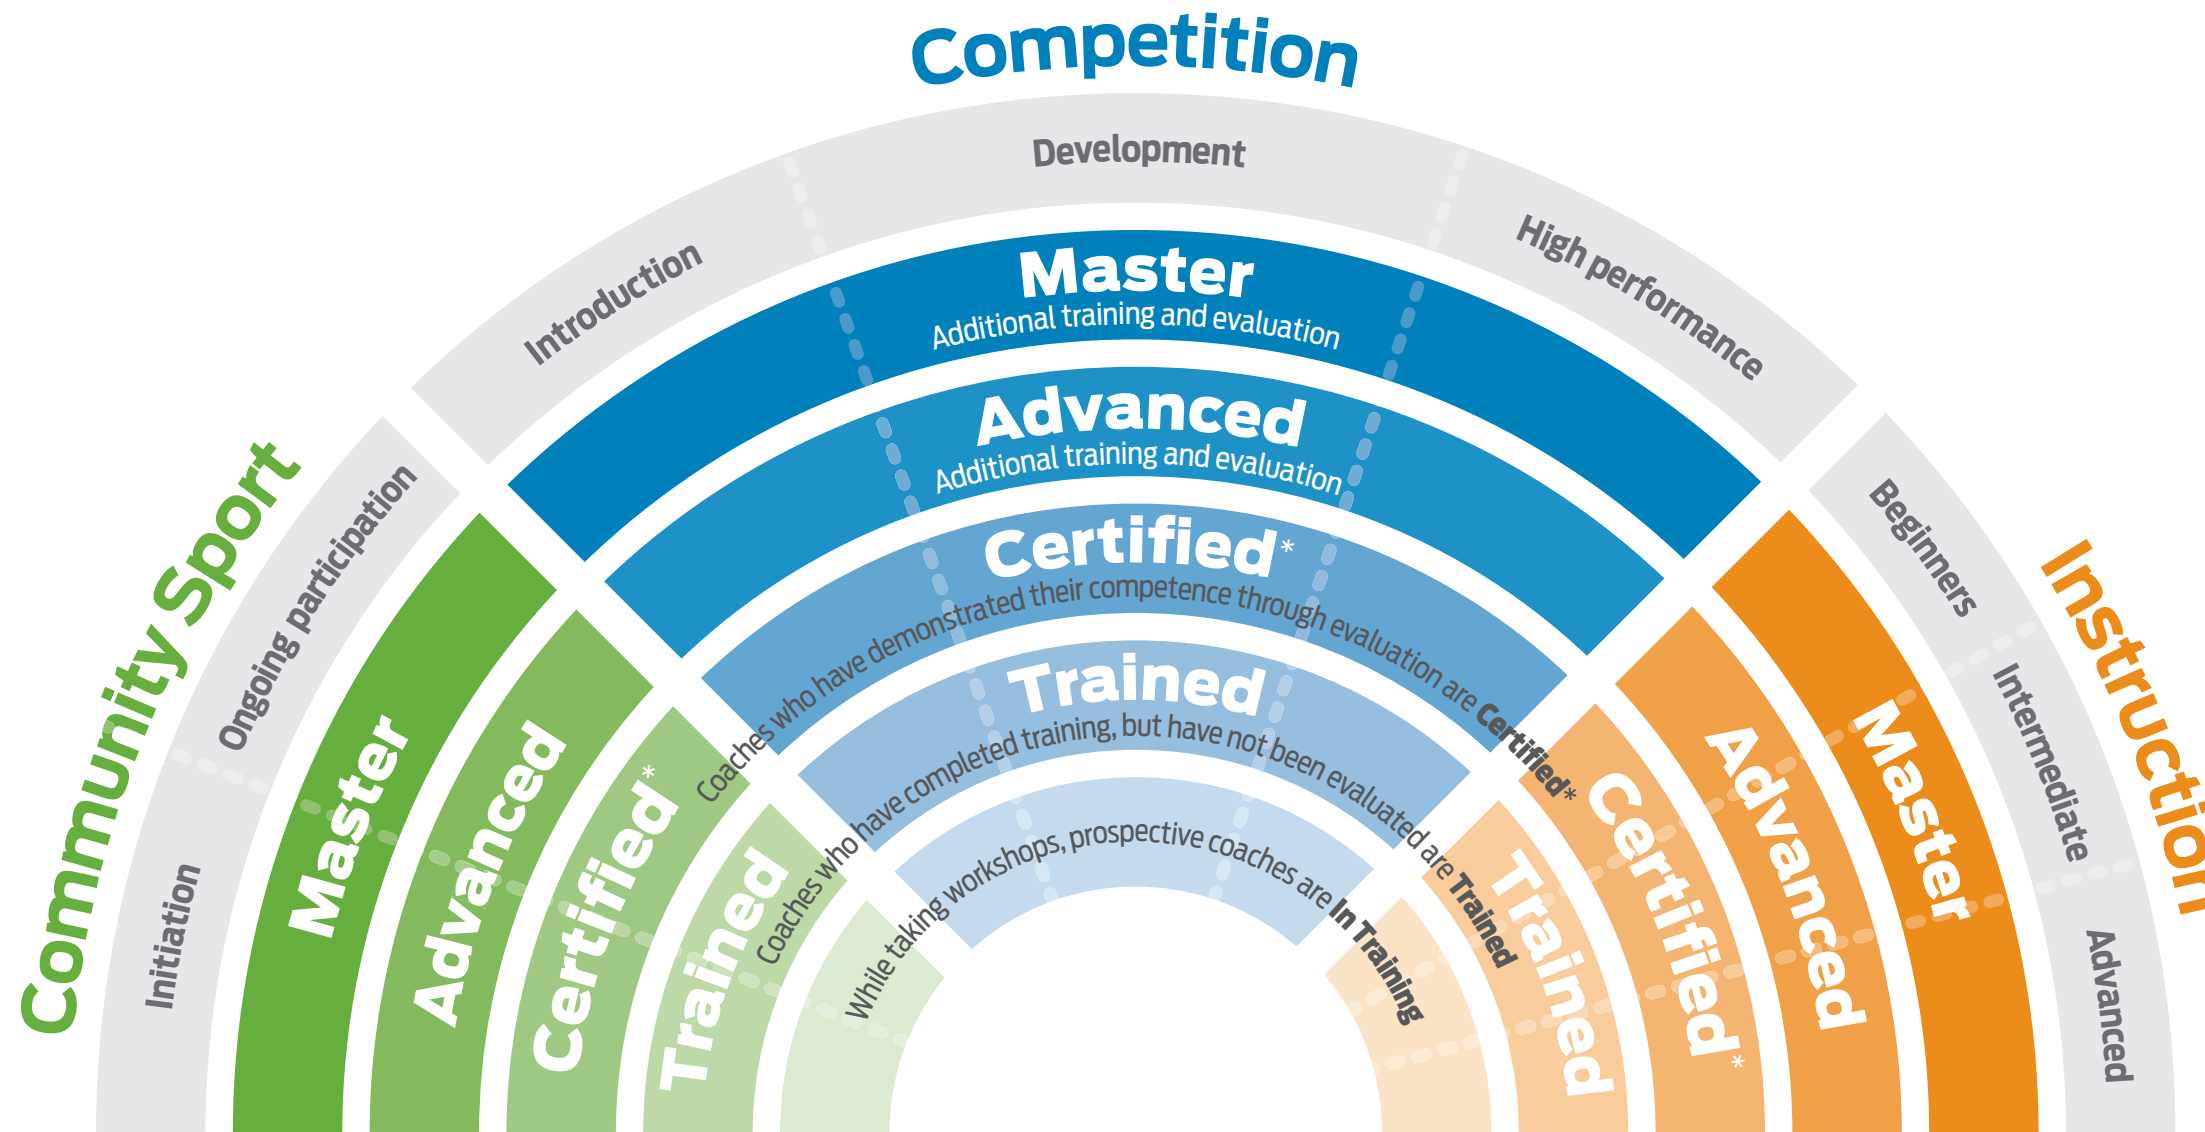 Competition
Introduction
Development
High performance
Master
Additional training and evaluation
Advanced
Additional training and evaluation
Certified*
Coaches who have demonstrated their competence through evaluation are Certified*
Trained
Coaches who have completed training, but have not been evaluated are Trained
While taking workshops, prospective coaches are In Training
Community Sport
Initiation
Ongoing participation
Master
Advanced
Certified*
Trained
Instruction
Beginners
Intermediate
Advanced
Master
Advanced
Certified*
Trained